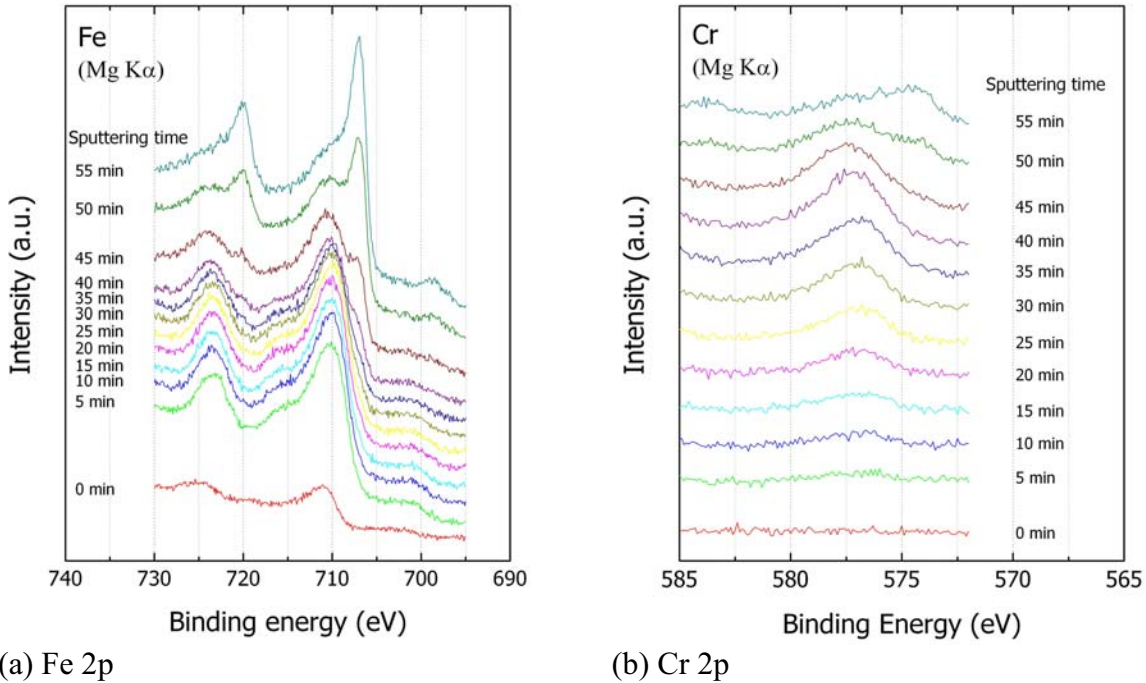 Fe
(Mg Kα)
Sputtering time
55 min
50 min
45 min
40 min
35 min
30 min
25 min
20 min
15 min
10 min
5 min
0 min
Intensity (a.u.)
740 730 720 710 700 690
Binding energy (eV)
(a) Fe 2p
Cr
(Mg Kα)
Sputtering time
55 min
50 min
45 min
40 min
35 min
30 min
25 min
20 min
15 min
10 min
5 min
0 min
Intensity (a.u.)
585 580 575 570 565
Binding Energy (eV)
(b) Cr 2p